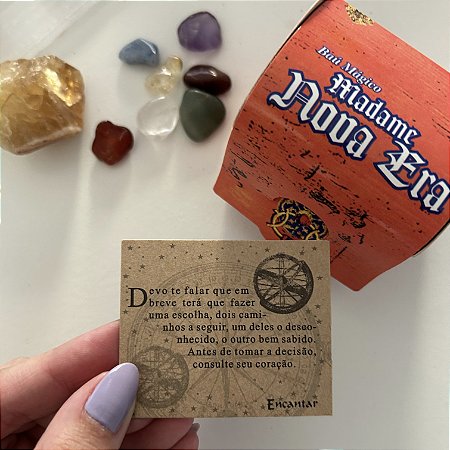 Baú Mágico
Madame
Nova Era
Devo te falar que em
breve terá que fazer
uma escolha, dois cami-
nhos a seguir, um deles o desco-
nhecido, o outro bem sabido.
Antes de tomar a decisão,
consulte seu coração.
Encantar